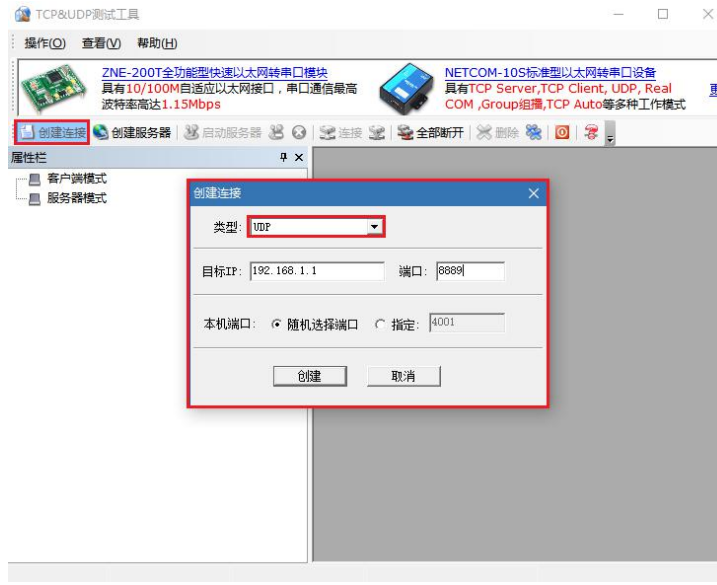 TCP&UDP测试工具
操作(O) 查看(V) 帮助(H)
ZNE-200T全功能型快速以太网转串口模块
具有10/100M自适应以太网接口，串口通信最高
波特率高达1.15Mbps
NETCOM-10S标准型以太网转串口设备
具有TCP Server,TCP Client, UDP, Real
COM ,Group组播,TCP Auto等多种工作模式
创建连接 创建服务器 启动服务器 连接 全部断开 删除
属性栏
客户端模式
服务器模式
创建连接
类型: UDP
目标IP: 192.168.1.1 端口: 8889
本机端口: 随机选择端口 指定: 4001
创建 取消